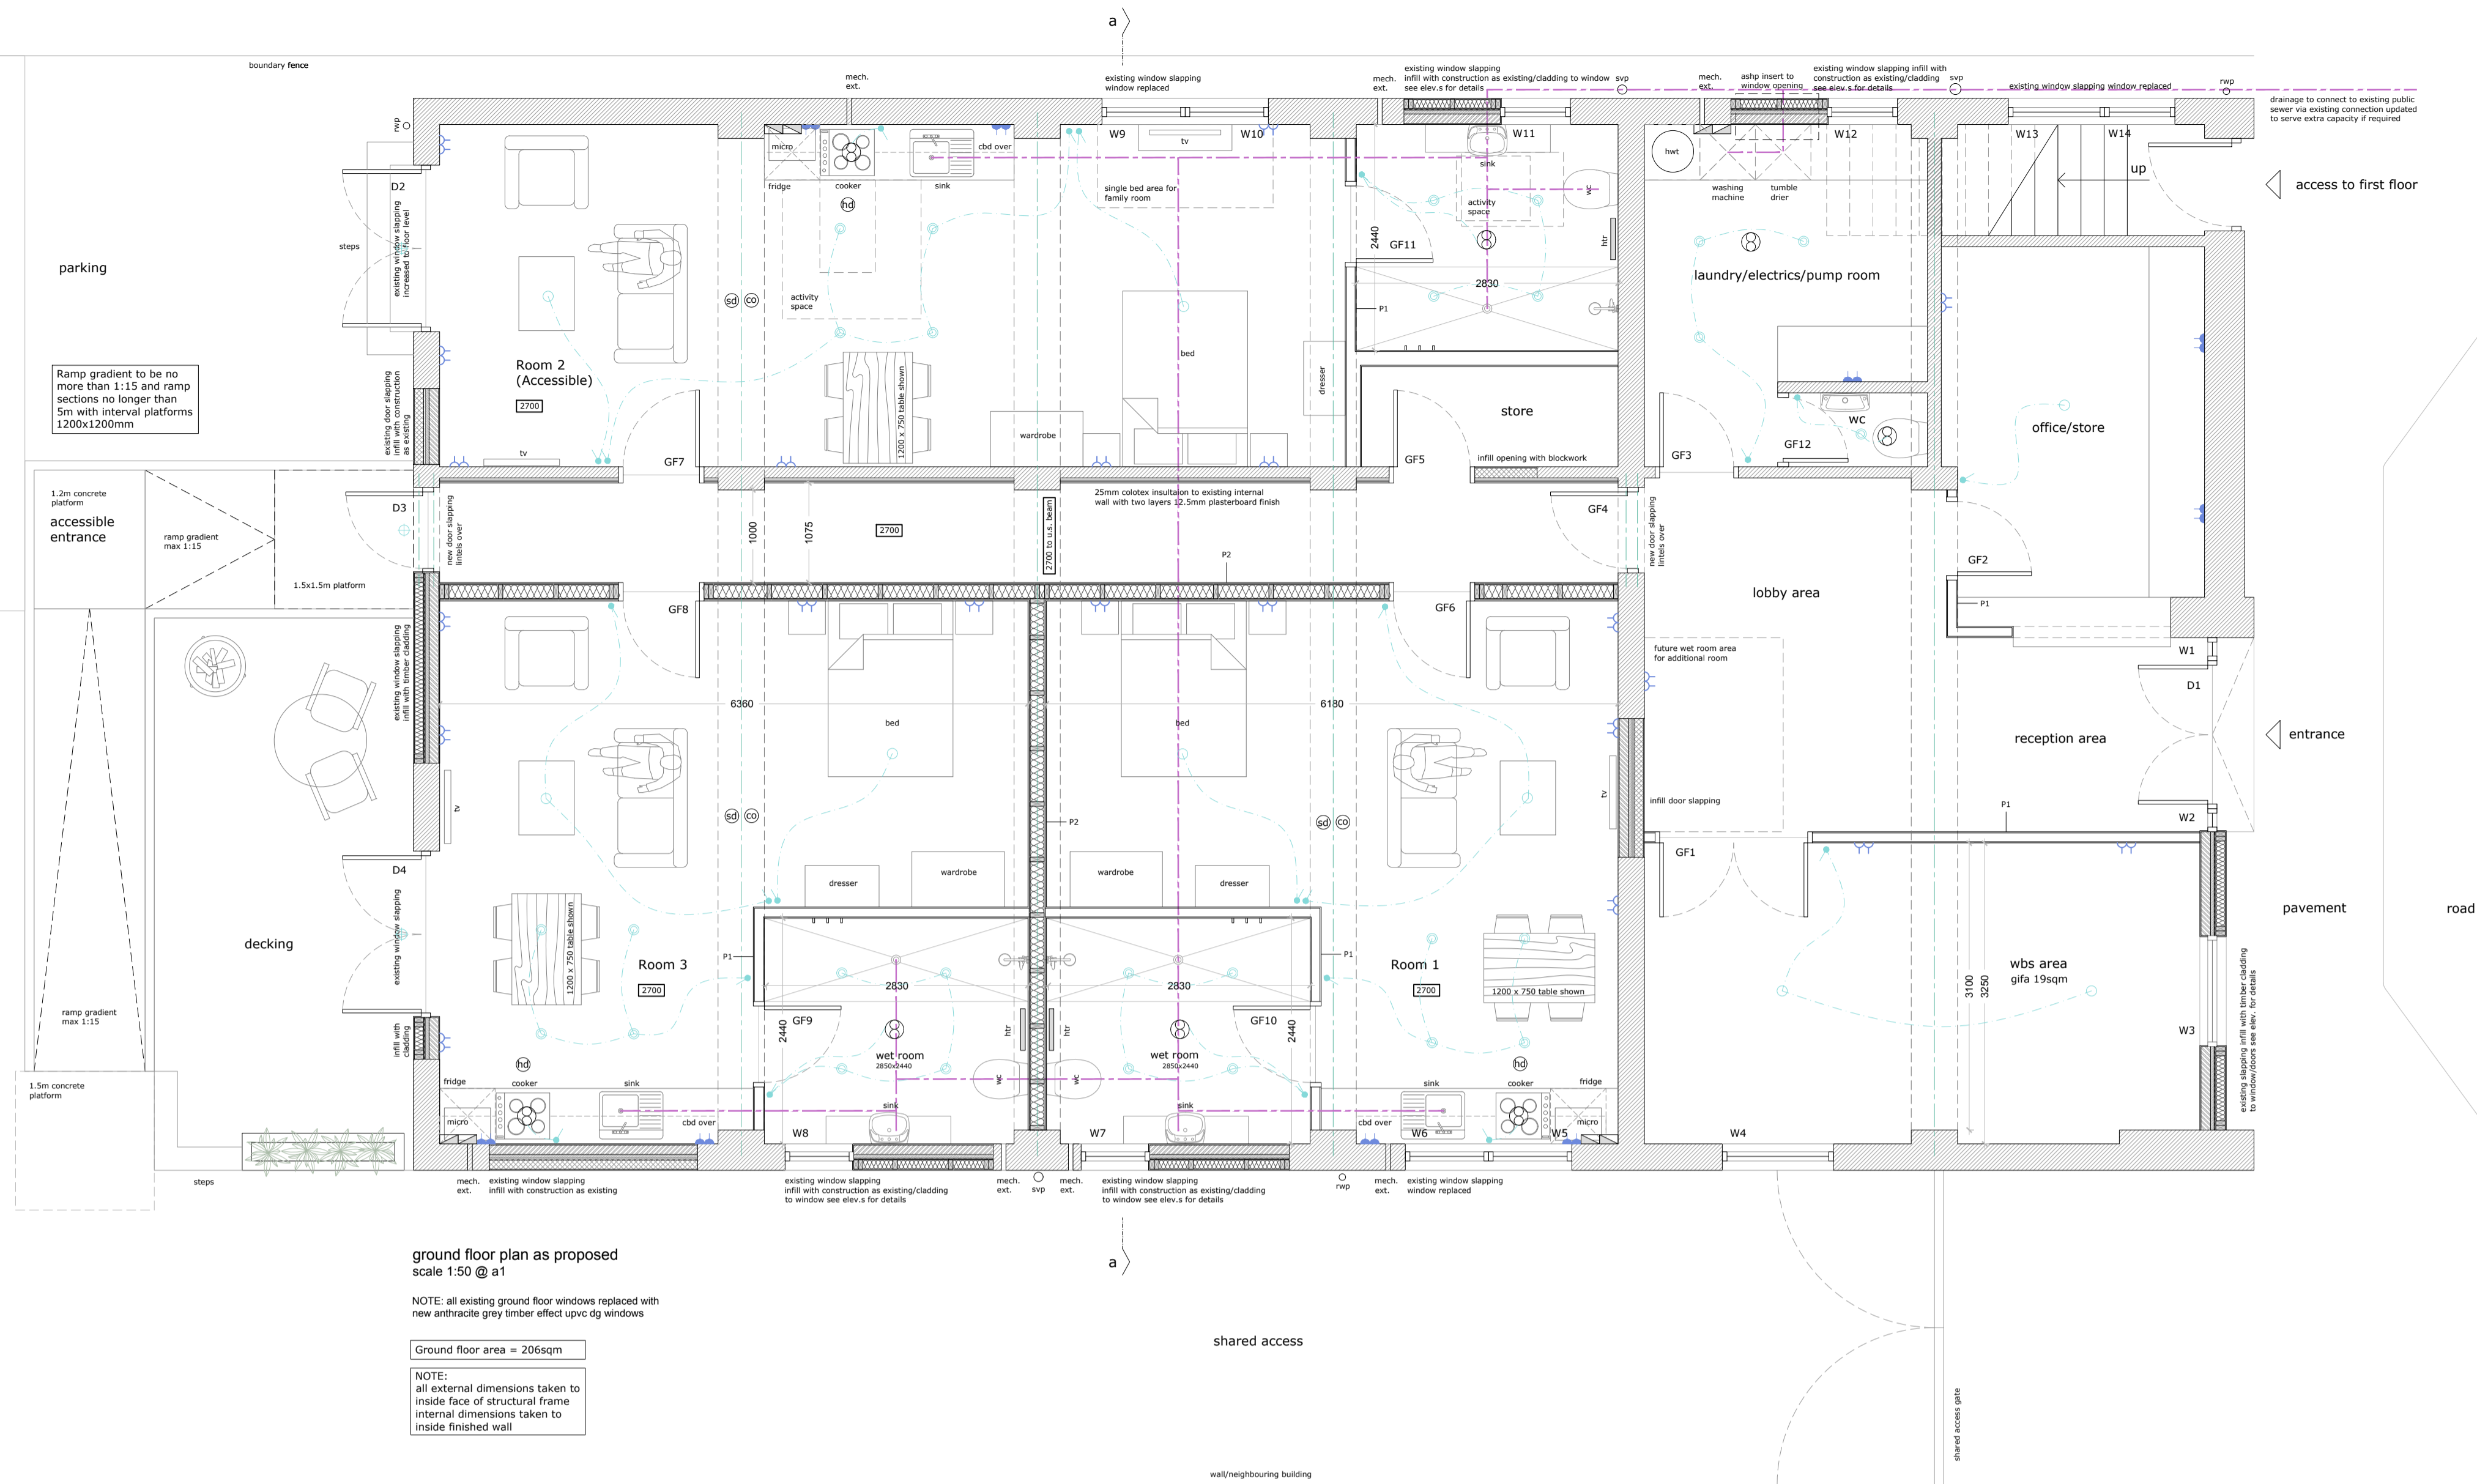 a
boundary fence
mech.
ext.
existing window slapping
window replaced
mech.
ext.
existing window slapping
infill with construction as existing/cladding to window
see elev.s for details
svp
mech.
ext.
ashp insert to
window opening
existing window slapping infill with
construction as existing/cladding
see elev.s for details
svp
existing window slapping window replaced
rwp
drainage to connect to existing public
sewer via existing connection updated
to serve extra capacity if required
rwp
micro
cbd over
fridge
cooker
sink
hd
W9
tv
W10
single bed area for
family room
W11
sink
wc
activity
space
htr
2440
GF11
2830
P1
hwt
W12
washing
machine
tumble
drier
W13
W14
up
access to first floor
D2
steps
existing window slapping
increased to floor level
parking
sd
co
activity
space
laundry/electrics/pump room
Ramp gradient to be no
more than 1:15 and ramp
sections no longer than
5m with interval platforms
1200x1200mm
existing door slapping
infill with construction
as existing
Room 2
(Accessible)
2700
tv
GF7
1200 x 750 table shown
wardrobe
bed
dresser
store
GF5
infill opening with blockwork
GF3
wc
GF12
office/store
1.2m concrete
platform
accessible
entrance
ramp gradient
max 1:15
1.5x1.5m platform
D3
new door slapping
lintels over
1000
1075
2700
2700 to u.s. beam
25mm colotex insultaion to existing internal
wall with two layers 12.5mm plasterboard finish
P2
GF4
new door slapping
lintels over
GF2
P1
lobby area
GF8
GF6
existing window slapping
infill with timber cladding
future wet room area
for additional room
W1
D1
6360
6180
bed
bed
reception area
entrance
tv
sd
co
P2
sd
co
tv
infill door slapping
P1
W2
D4
GF1
dresser
wardrobe
wardrobe
dresser
existing window slapping
decking
1200 x 750 table shown
Room 3
2700
P1
2830
2830
P1
Room 1
2700
1200 x 750 table shown
wbs area
gifa 19sqm
3100
3250
pavement
road
ramp gradient
max 1:15
infill with
cladding
GF9
2440
htr
htr
GF10
2440
wet room
2850x2440
wet room
2850x2440
W3
existing slapping infill with timber cladding
to window/doors see elev. for details
hd
hd
1.5m concrete
platform
fridge
cooker
sink
wc
wc
sink
cooker
fridge
micro
cbd over
sink
sink
cbd over
micro
W8
W7
W6
W5
W4
steps
mech.
ext.
existing window slapping
infill with construction as existing
existing window slapping
infill with construction as existing/cladding
to window see elev.s for details
mech.
ext.
svp
mech.
ext.
existing window slapping
infill with construction as existing/cladding
to window see elev.s for details
rwp
mech.
ext.
existing window slapping
window replaced
a
ground floor plan as proposed
scale 1:50 @ a1
NOTE: all existing ground floor windows replaced with
new anthracite grey timber effect upvc dg windows
Ground floor area = 206sqm
NOTE:
all external dimensions taken to
inside face of structural frame
internal dimensions taken to
inside finished wall
shared access
shared access gate
wall/neighbouring building